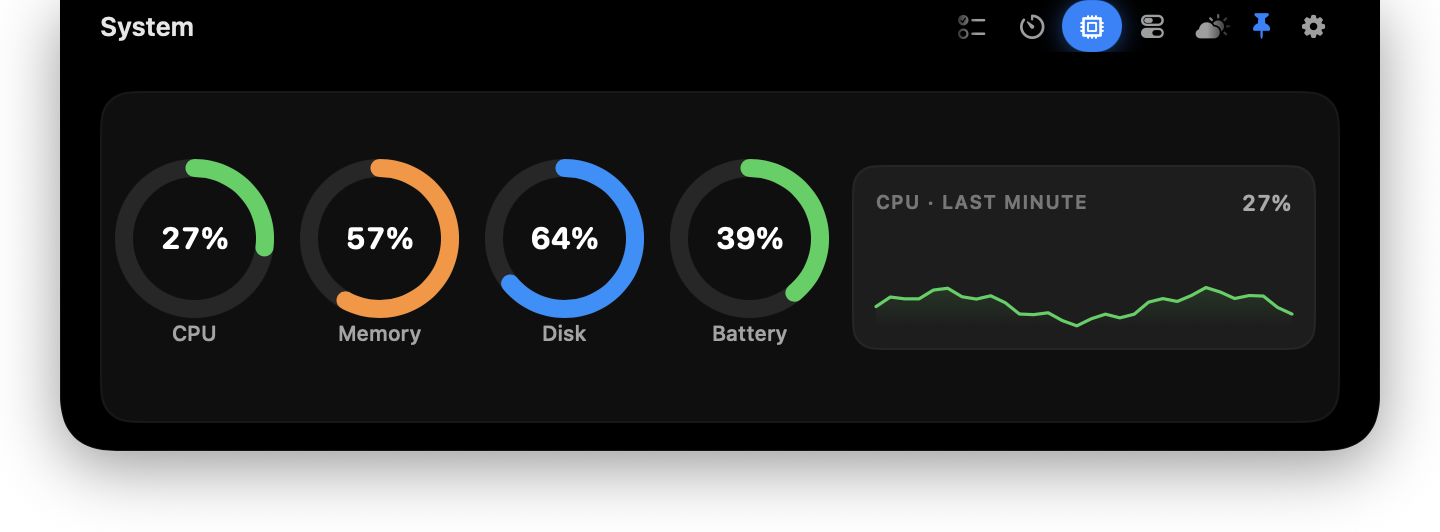 System
27%
57%
64%
39%
CPU
Memory
Disk
Battery
CPU · LAST MINUTE
27%